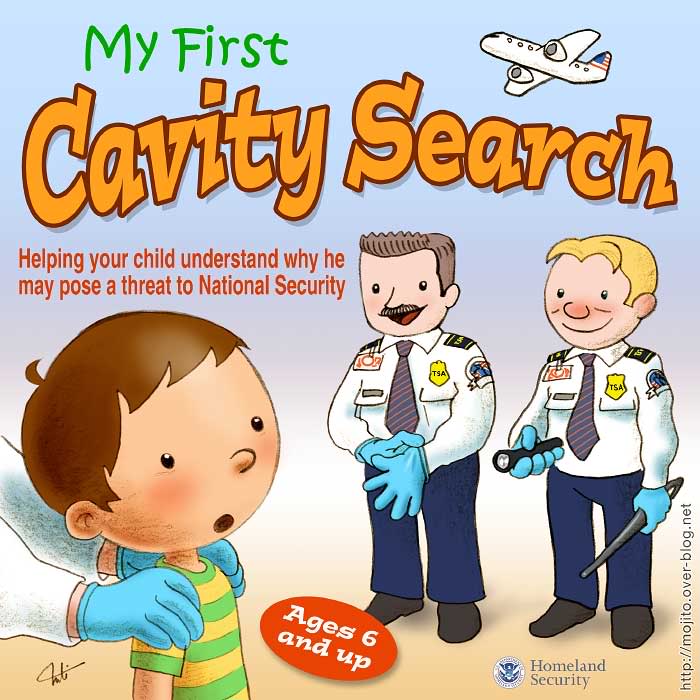 My First
Cavity Search
Helping your child understand why he
may pose a threat to National Security
TSA
TSA
Ages 6
and up
Homeland
Security
http://mojito.over-blog.net